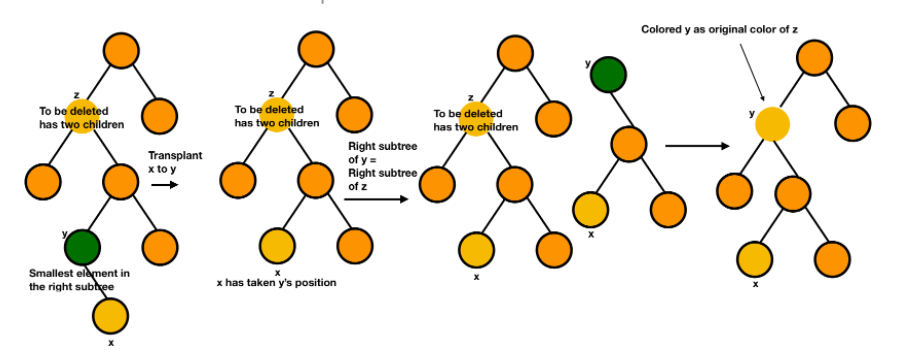 Colored y as original color of z
z
To be deleted
has two children
y
Smallest element in
the right subtree
x
Transplant
x to y
z
To be deleted
has two children
x
x has taken y's position
Right subtree
of y =
Right subtree
of z
z
To be deleted
has two children
x
y
x
y
x